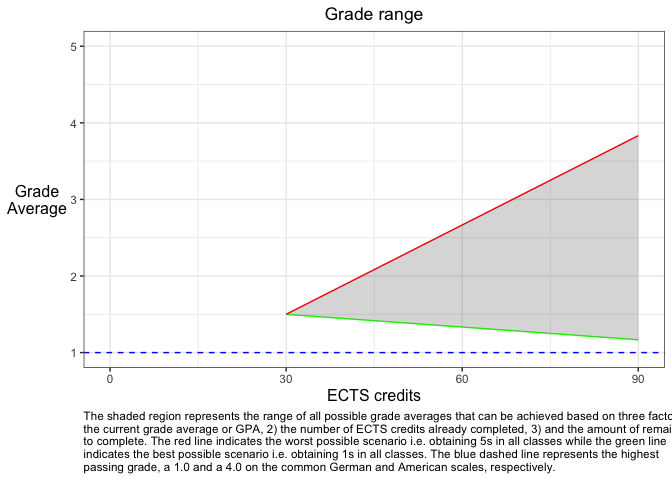 Grade range
5
4
3
2
1
Grade
Average
0
30
60
90
ECTS credits
The shaded region represents the range of all possible grade averages that can be achieved based on three
the current grade average or GPA, 2) the number of ECTS credits already completed, 3) and the amount of
to complete. The red line indicates the worst possible scenario i.e. obtaining 5s in all classes while the green line
indicates the best possible scenario i.e. obtaining 1s in all classes. The blue dashed line represents the highest
passing grade, a 1.0 and a 4.0 on the common German and American scales, respectively.